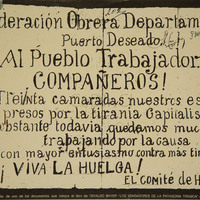 deración Obrera Departam
Puerto Deseado,
Al Pueblo Trabajador
COMPAÑEROS!
Treinta camaradas nuestros es
presos por la tirania Capitalis
obstante todavia quedamos muc
trabajando por la causa
con mayor entusiasmo contra más tir
¡VIVA LA HUELGA!
EL COMITÉ de H